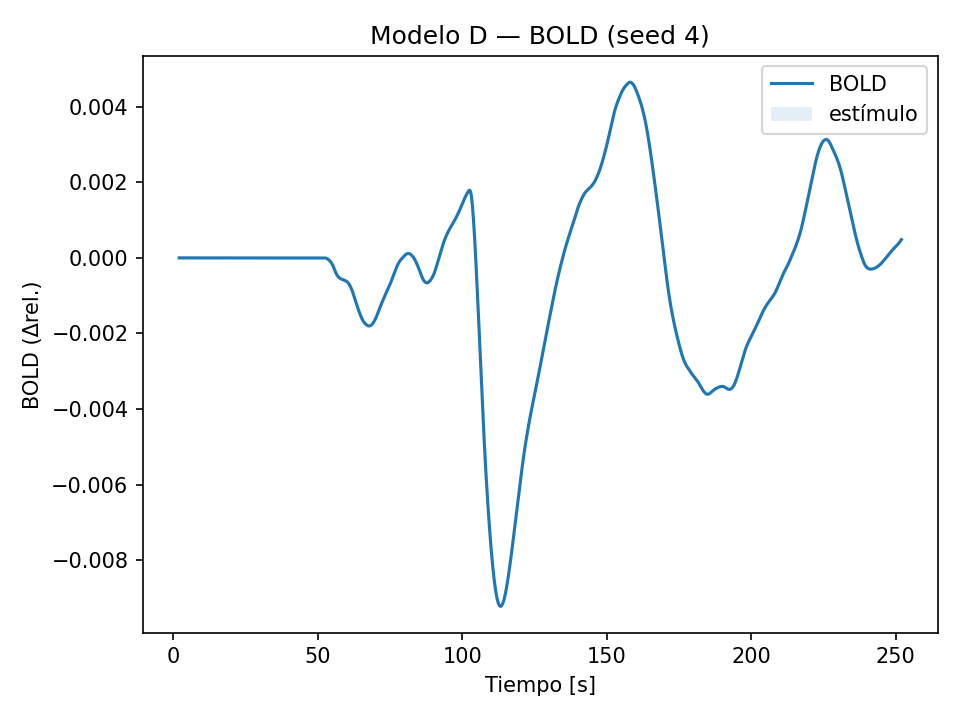 Modelo D — BOLD (seed 4)
BOLD
estímulo
BOLD (Δrel.)
0.004
0.002
0.000
−0.002
−0.004
−0.006
−0.008
0 50 100 150 200 250
Tiempo [s]